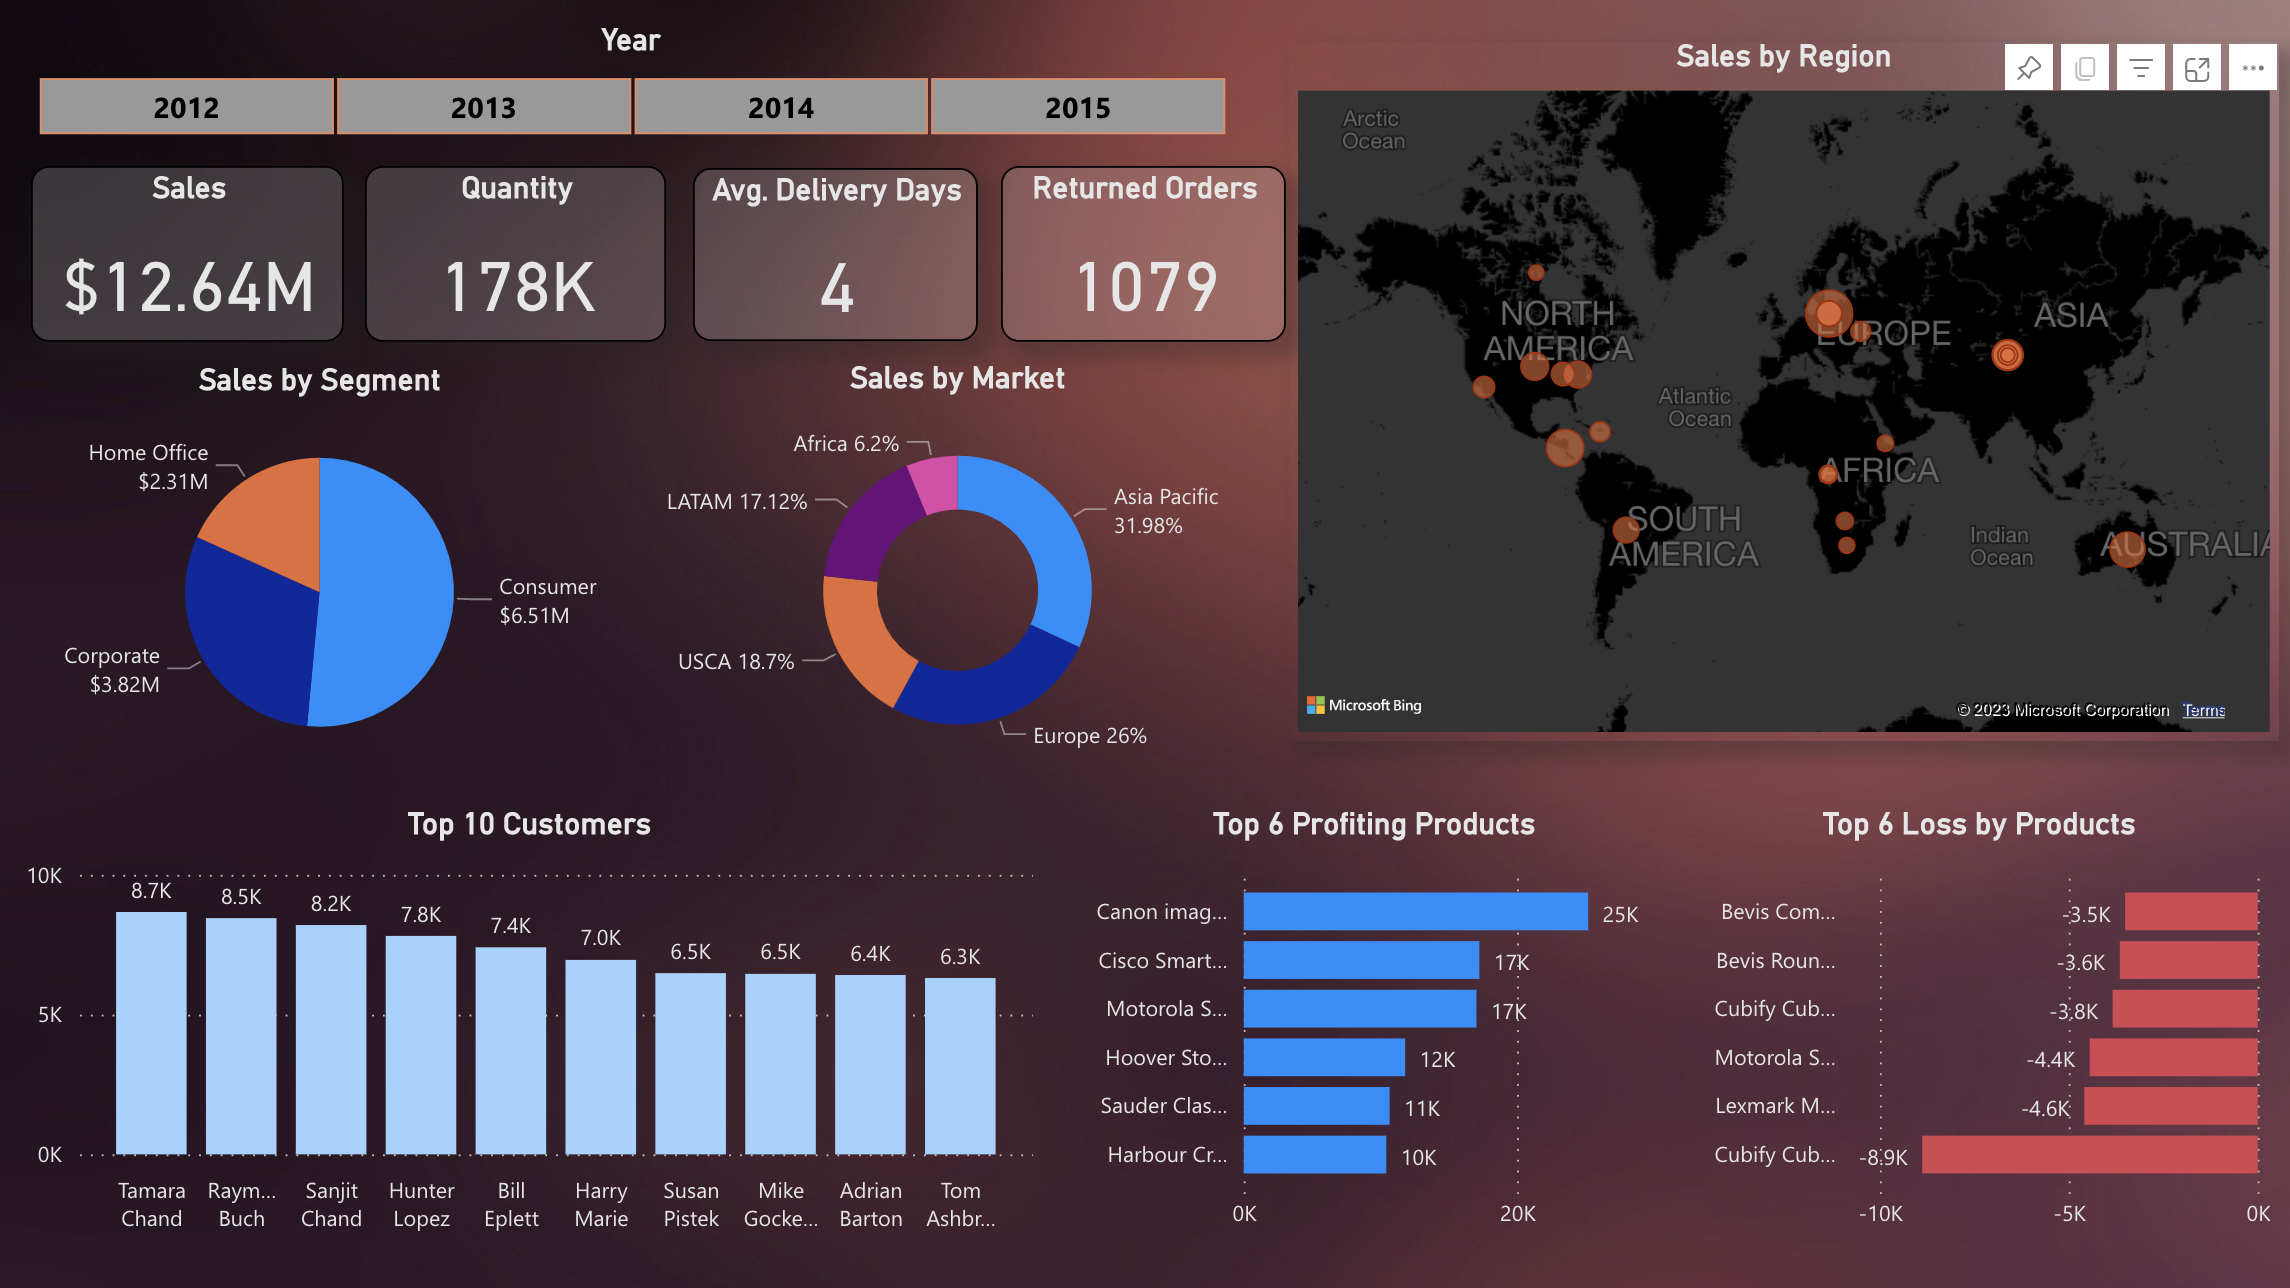 Year
2012
2013
2014
2015
Sales
$12.64M
Quantity
178K
Avg. Delivery Days
4
Returned Orders
1079
Sales by Segment
Home Office
$2.31M
Consumer
$6.51M
Corporate
$3.82M
Sales by Market
Africa 6.2%
LATAM 17.12%
Asia Pacific
31.98%
USCA 18.7%
Europe 26%
Sales by Region
Arctic
Ocean
NORTH
AMERICA
EUROPE
ASIA
Atlantic
Ocean
AFRICA
SOUTH
AMERICA
Indian
Ocean
AUSTRALIA
Microsoft Bing
© 2023 Microsoft Corporation Terms
Top 10 Customers
10K
5K
0K
8.7K
8.5K
8.2K
7.8K
7.4K
7.0K
6.5K
6.5K
6.4K
6.3K
Tamara
Chand
Raym...
Buch
Sanjit
Chand
Hunter
Lopez
Bill
Eplett
Harry
Marie
Susan
Pistek
Mike
Gocke...
Adrian
Barton
Tom
Ashbr...
Top 6 Profiting Products
Canon imag... 25K
Cisco Smart... 17K
Motorola S... 17K
Hoover Sto... 12K
Sauder Clas... 11K
Harbour Cr... 10K
0K 20K
Top 6 Loss by Products
Bevis Com... -3.5K
Bevis Roun... -3.6K
Cubify Cub... -3.8K
Motorola S... -4.4K
Lexmark M... -4.6K
Cubify Cub... -8.9K
-10K -5K 0K